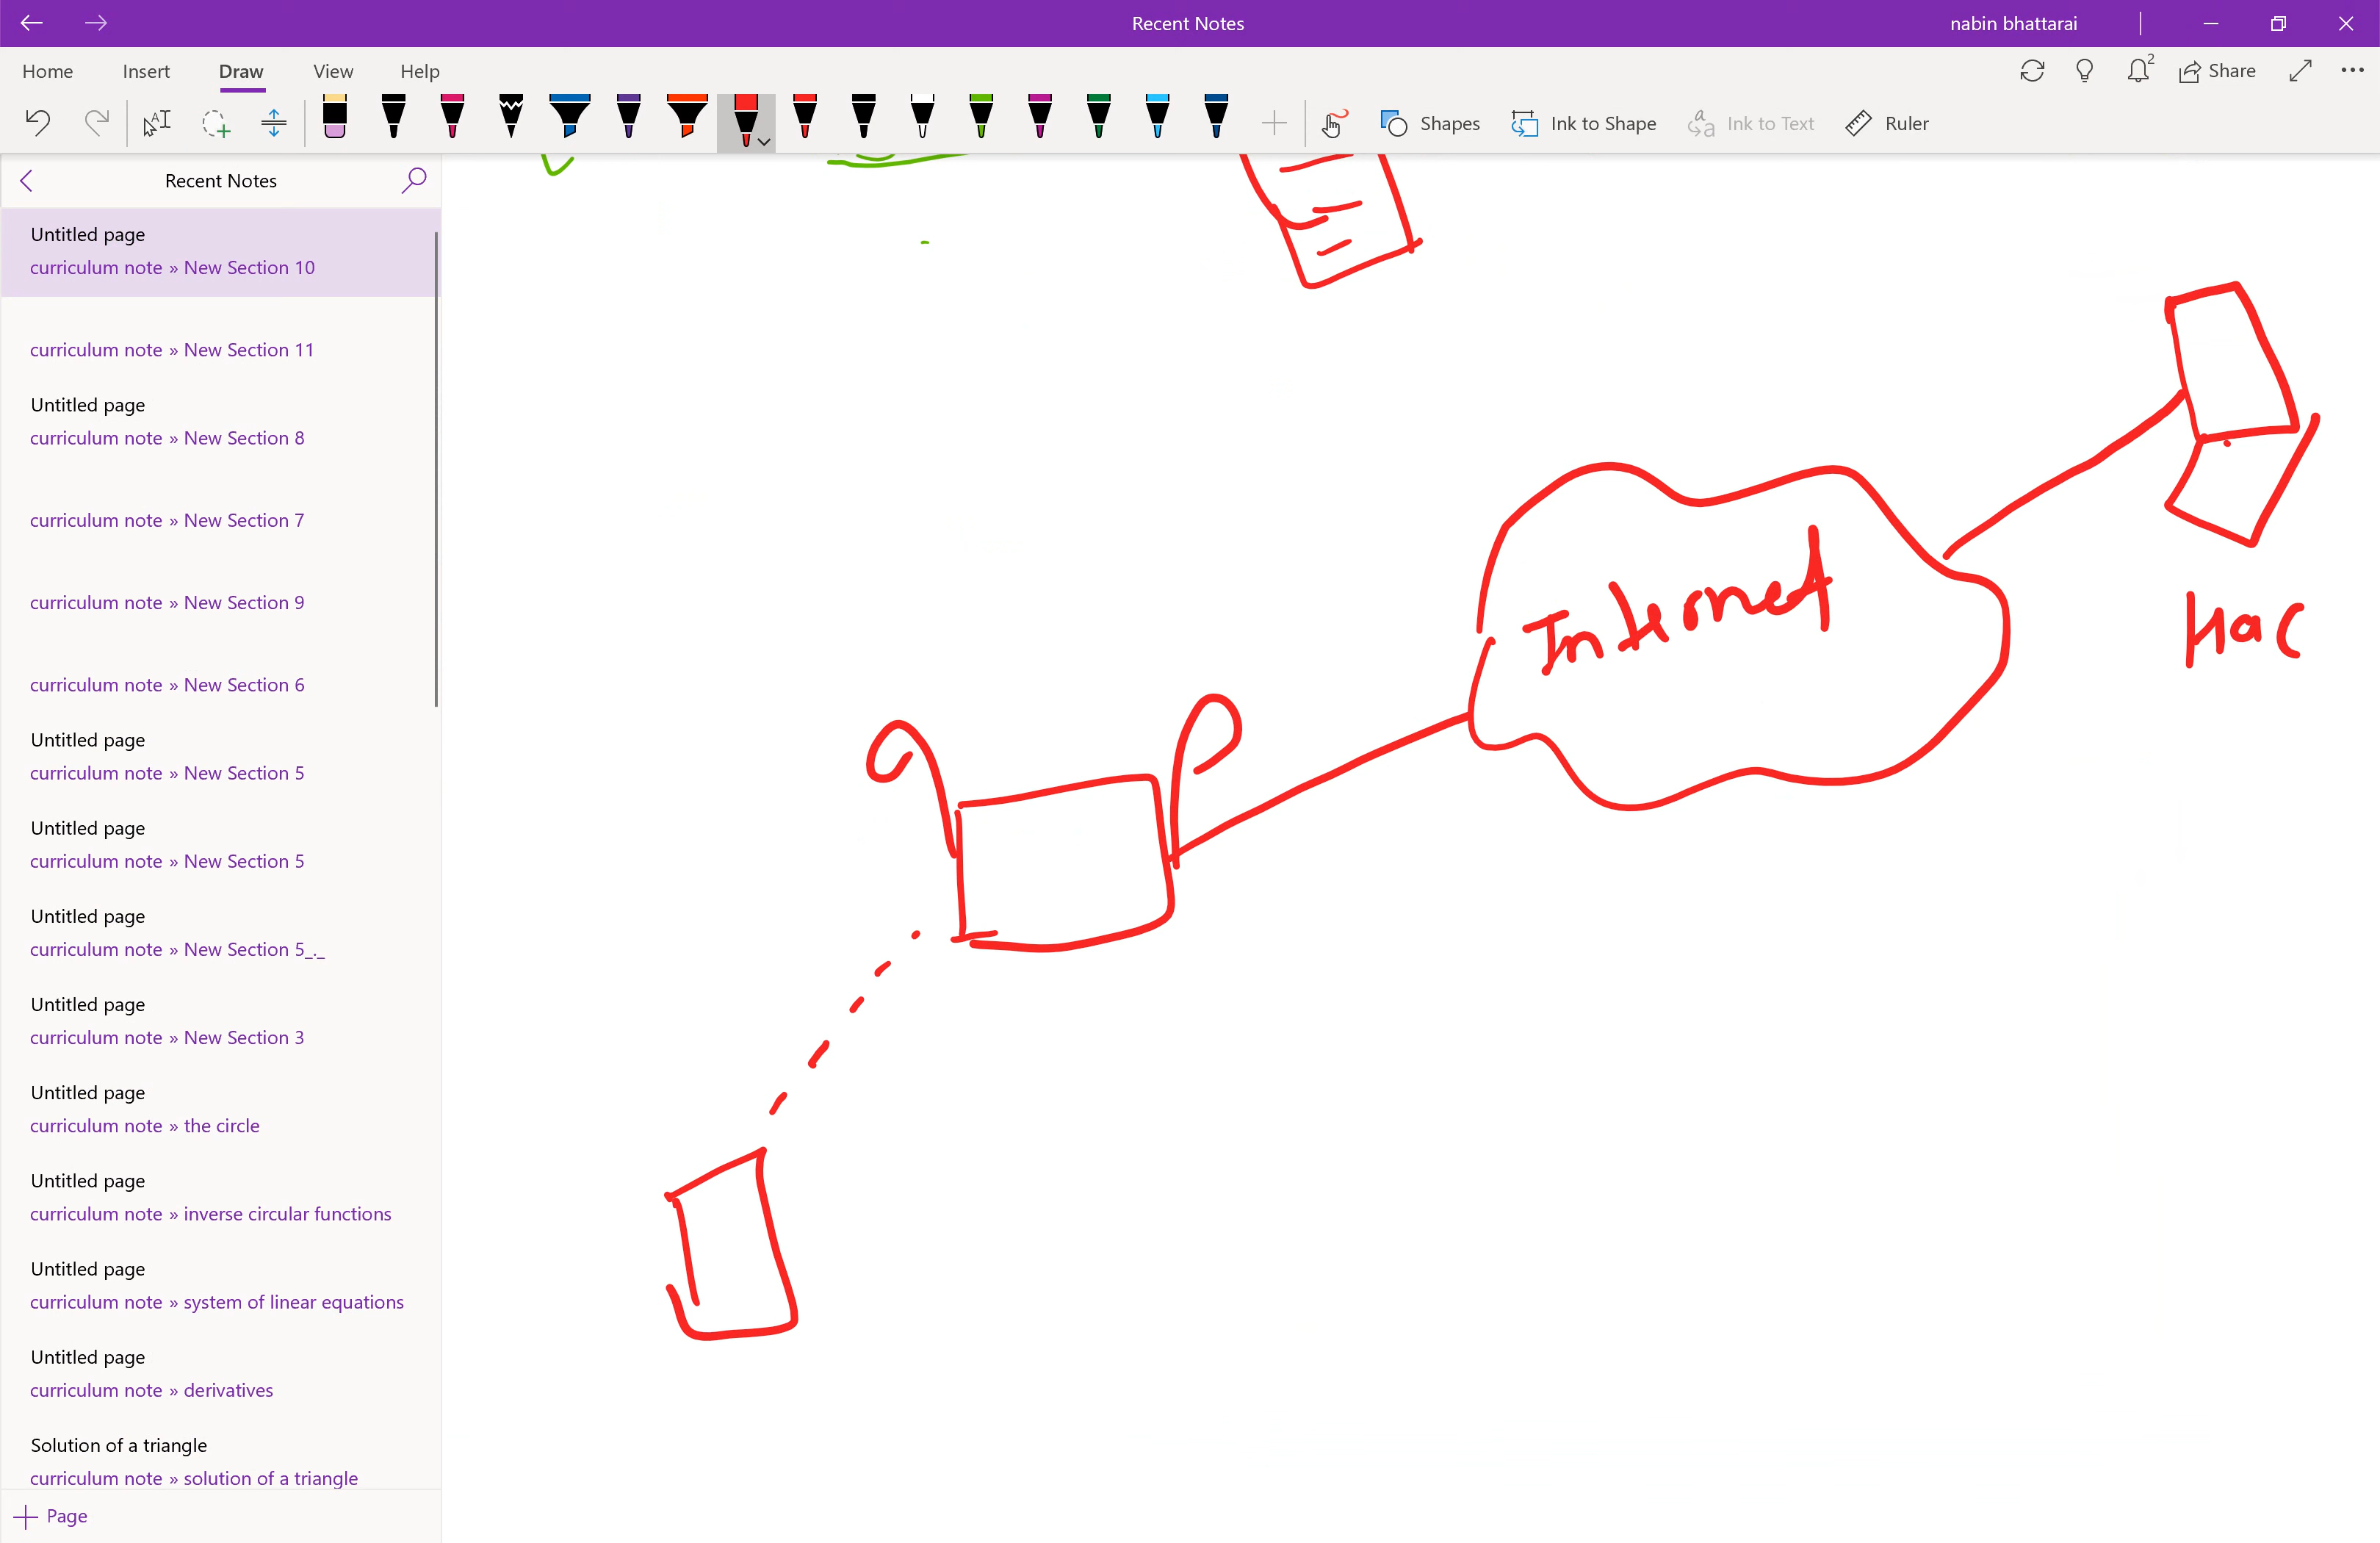 Recent Notes
nabin bhattarai
Home Insert Draw View Help
2 Share
Shapes Ink to Shape Ink to Text Ruler
Recent Notes
Untitled page
curriculum note » New Section 10
curriculum note » New Section 11
Untitled page
curriculum note » New Section 8
curriculum note » New Section 7
curriculum note » New Section 9
curriculum note » New Section 6
Untitled page
curriculum note » New Section 5
Untitled page
curriculum note » New Section 5
Untitled page
curriculum note » New Section 5_._
Untitled page
curriculum note » New Section 3
Untitled page
curriculum note » the circle
Untitled page
curriculum note » inverse circular functions
Untitled page
curriculum note » system of linear equations
Untitled page
curriculum note » derivatives
Solution of a triangle
curriculum note » solution of a triangle
Page
Internet
Hac